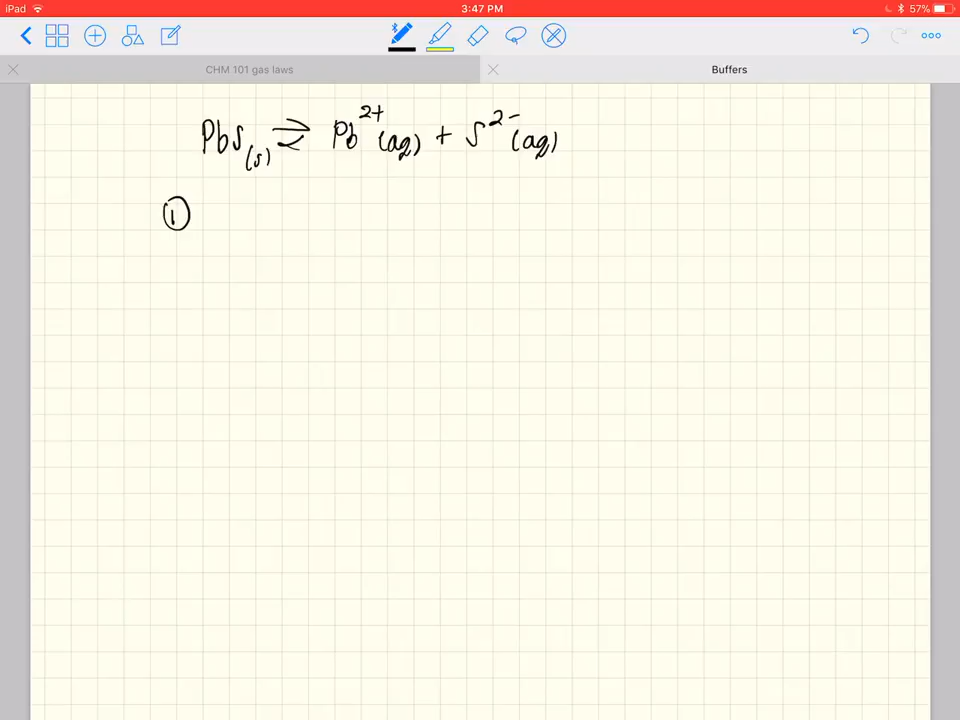 iPad 3:47 PM 57%
CHM 101 gas laws Buffers
PbS(s) ⇌ Pb²⁺(aq) + S²⁻(aq)
①